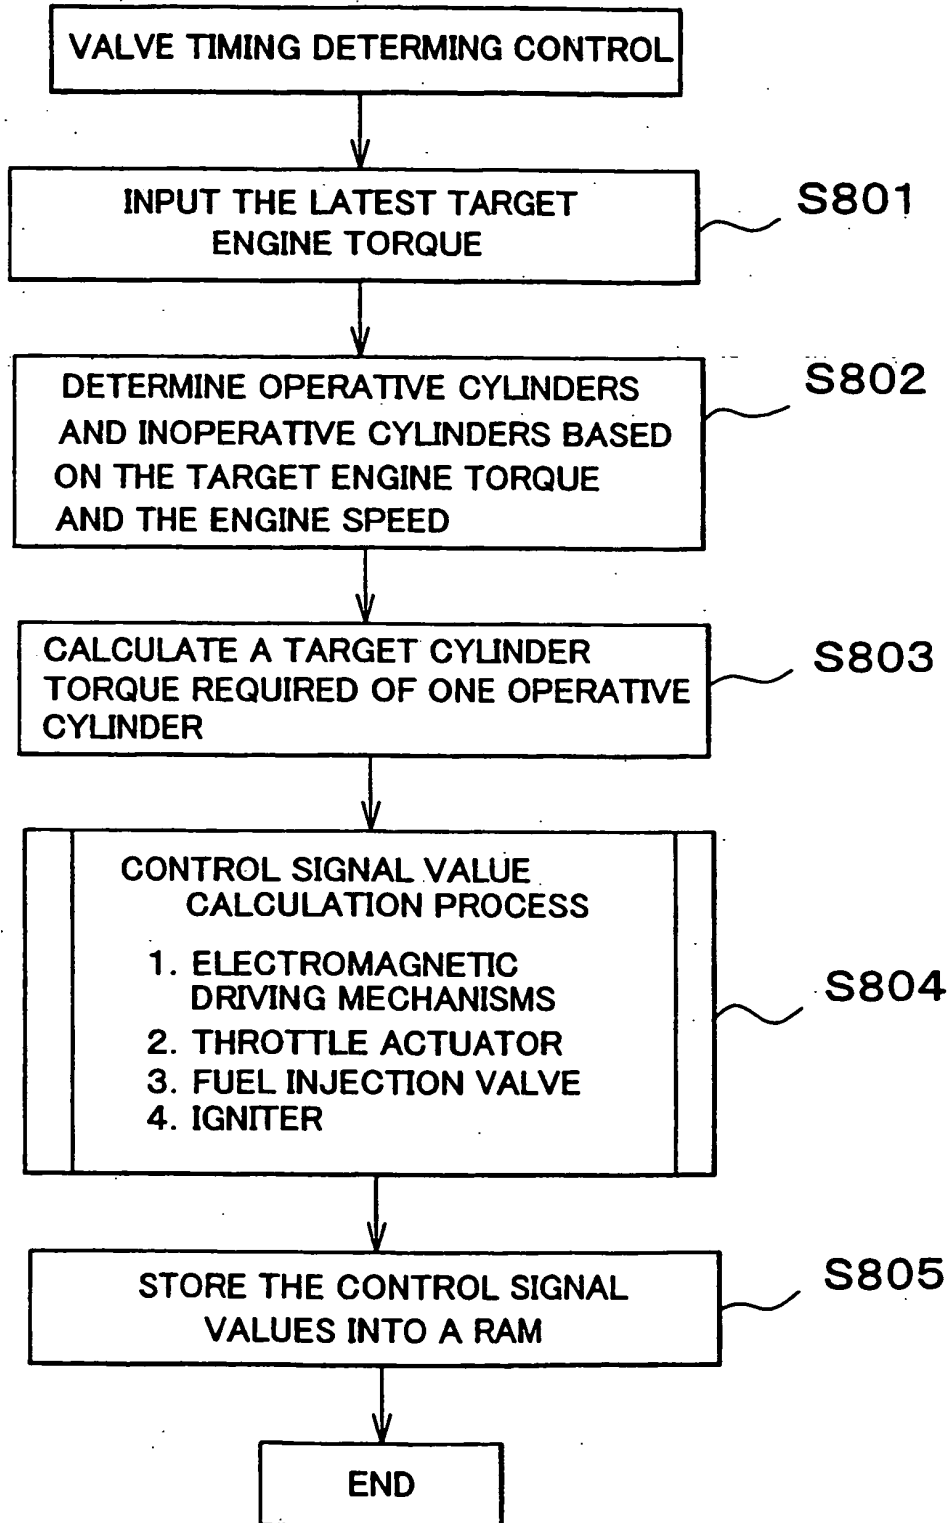 VALVE TIMING DETERMING CONTROL
INPUT THE LATEST TARGET
ENGINE TORQUE
S801
DETERMINE OPERATIVE CYLINDERS
AND INOPERATIVE CYLINDERS BASED
ON THE TARGET ENGINE TORQUE
AND THE ENGINE SPEED
S802
CALCULATE A TARGET CYLINDER
TORQUE REQUIRED OF ONE OPERATIVE
CYLINDER
S803
CONTROL SIGNAL VALUE
CALCULATION PROCESS
1. ELECTROMAGNETIC
DRIVING MECHANISMS
2. THROTTLE ACTUATOR
3. FUEL INJECTION VALVE
4. IGNITER
S804
STORE THE CONTROL SIGNAL
VALUES INTO A RAM
S805
END